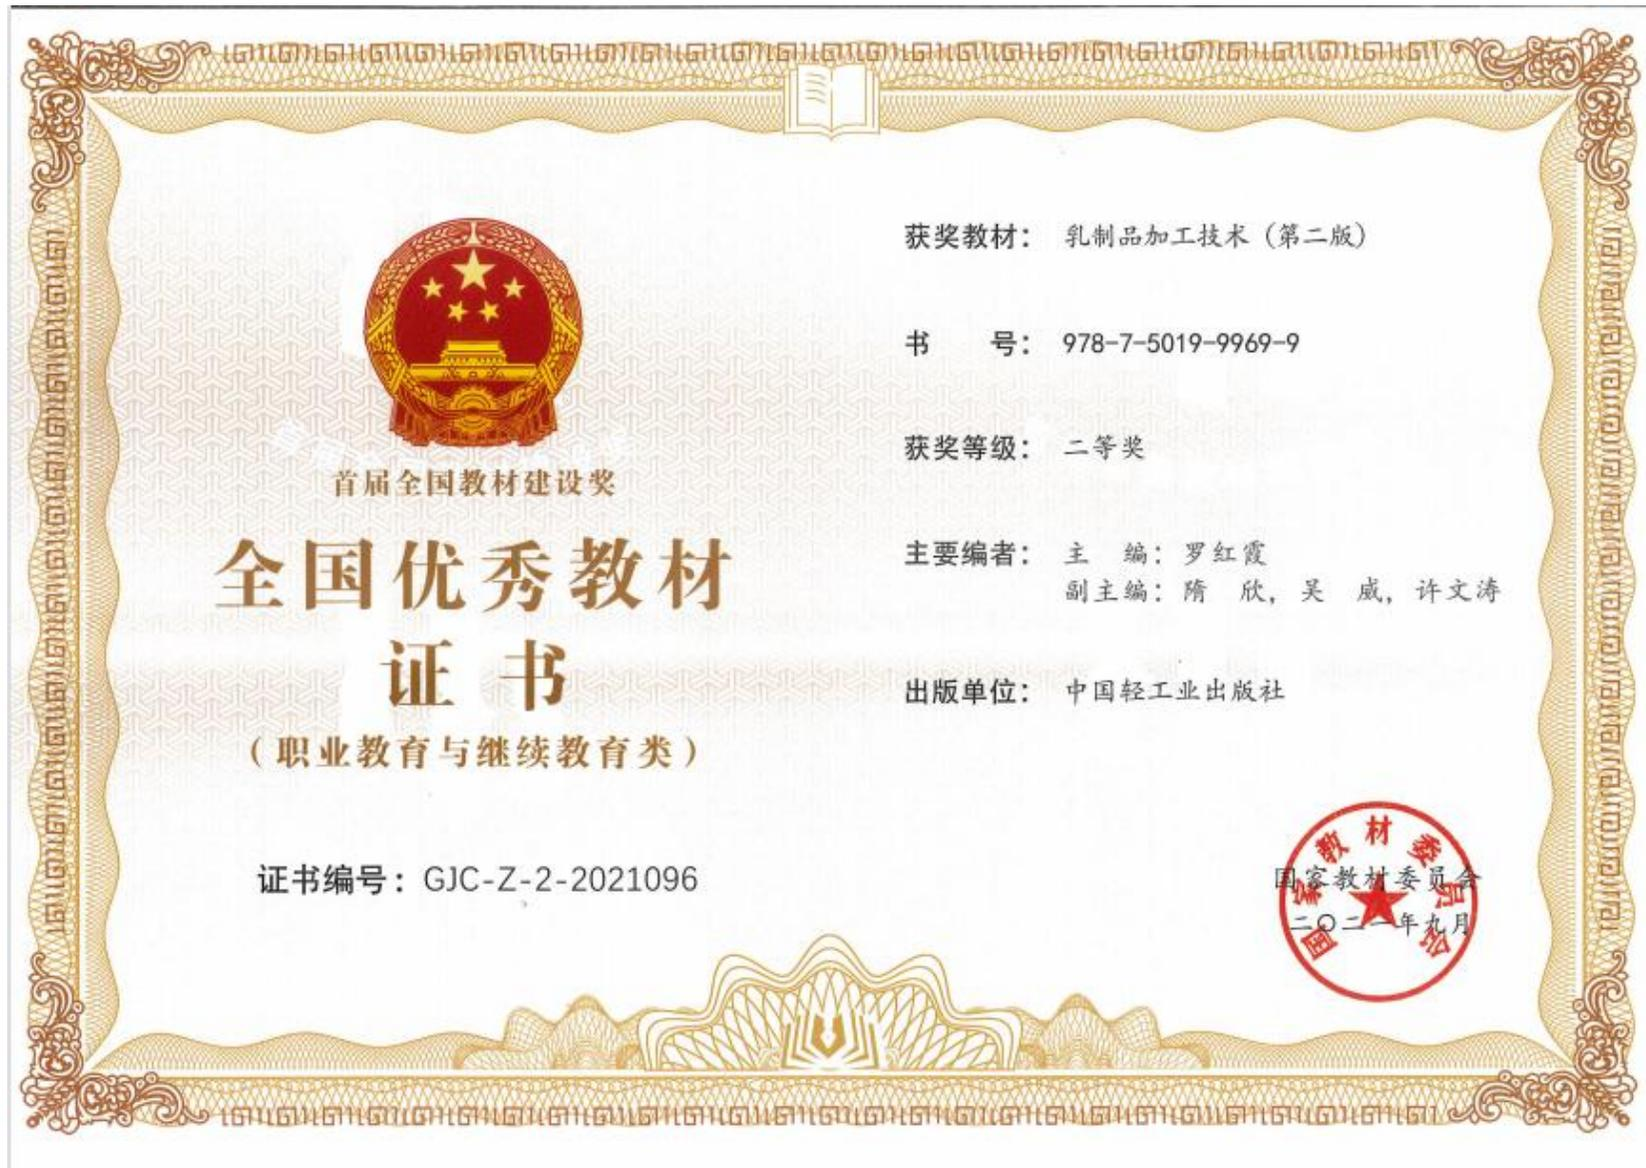 首届全国教材建设奖
全国优秀教材
证书
（职业教育与继续教育类）
证书编号：GJC-Z-2-2021096
获奖教材：乳制品加工技术（第二版）
书 号：978-7-5019-9969-9
获奖等级：二等奖
主要编者：主 编：罗红霞
副主编：隋 欣，吴 威，许文涛
出版单位：中国轻工业出版社
国家教材委员会
二〇二一年九月
国家教材委员会